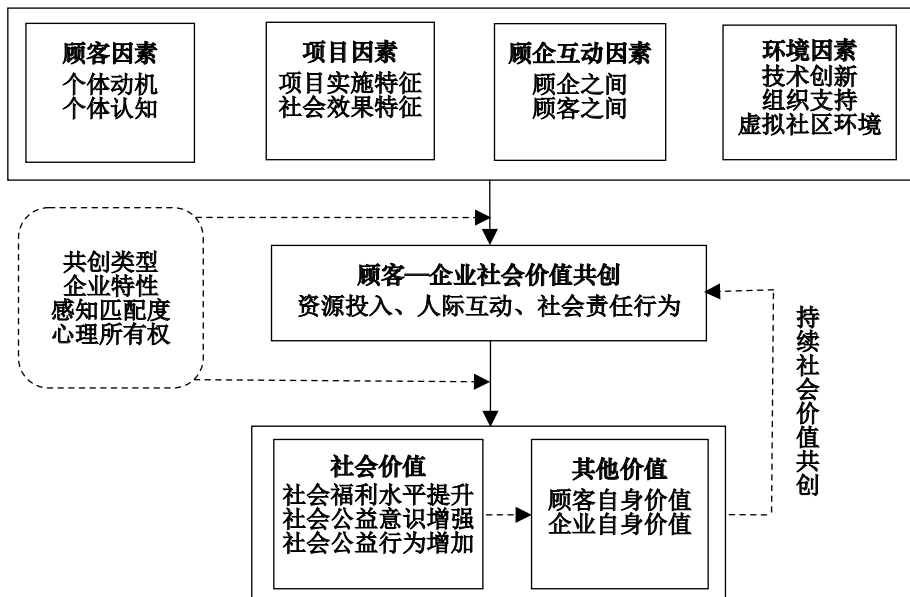 顾客因素
个体动机
个体认知
项目因素
项目实施特征
社会效果特征
顾企互动因素
顾企之间
顾客之间
环境因素
技术创新
组织支持
虚拟社区环境
共创类型
企业特性
感知匹配度
心理所有权
顾客—企业社会价值共创
资源投入、人际互动、社会责任行为
持续社会价值共创
社会价值
社会福利水平提升
社会公益意识增强
社会公益行为增加
其他价值
顾客自身价值
企业自身价值